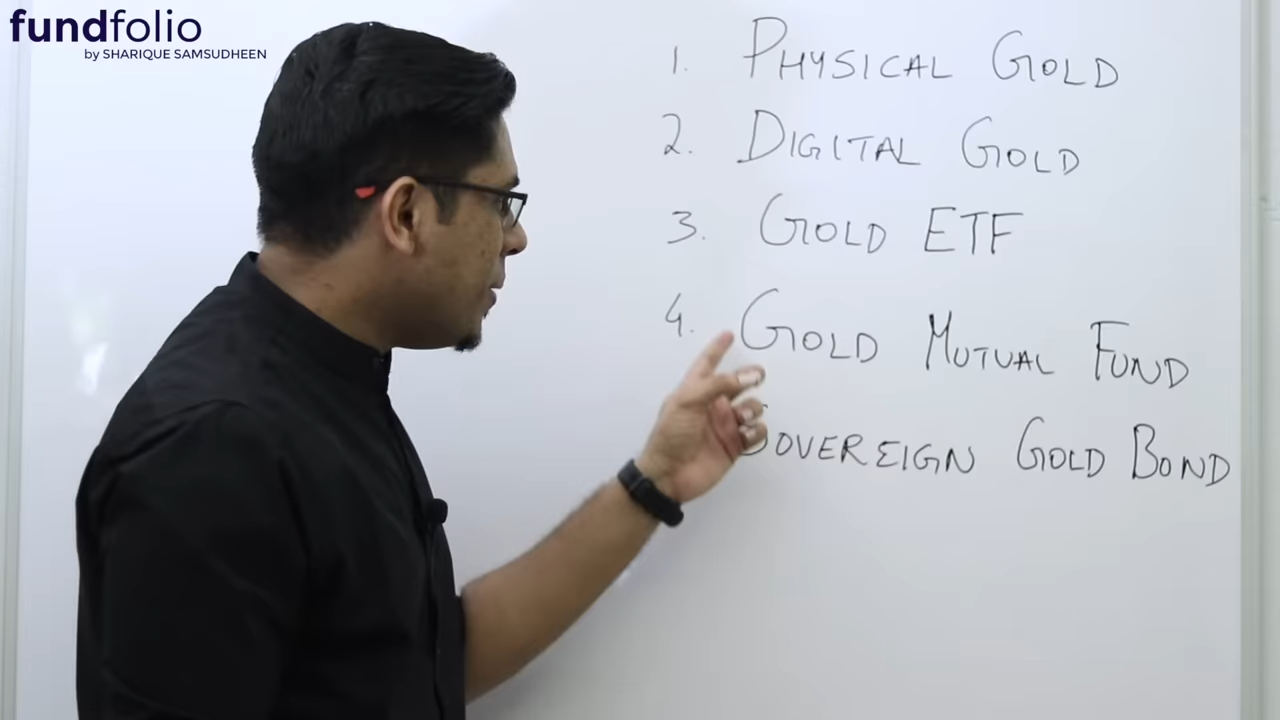 fundfolio
by SHARIQUE SAMSUDHEEN
1. PHYSICAL GOLD
2. DIGITAL GOLD
3. GOLD ETF
4. GOLD MUTUAL FUND
SOVEREIGN GOLD BOND